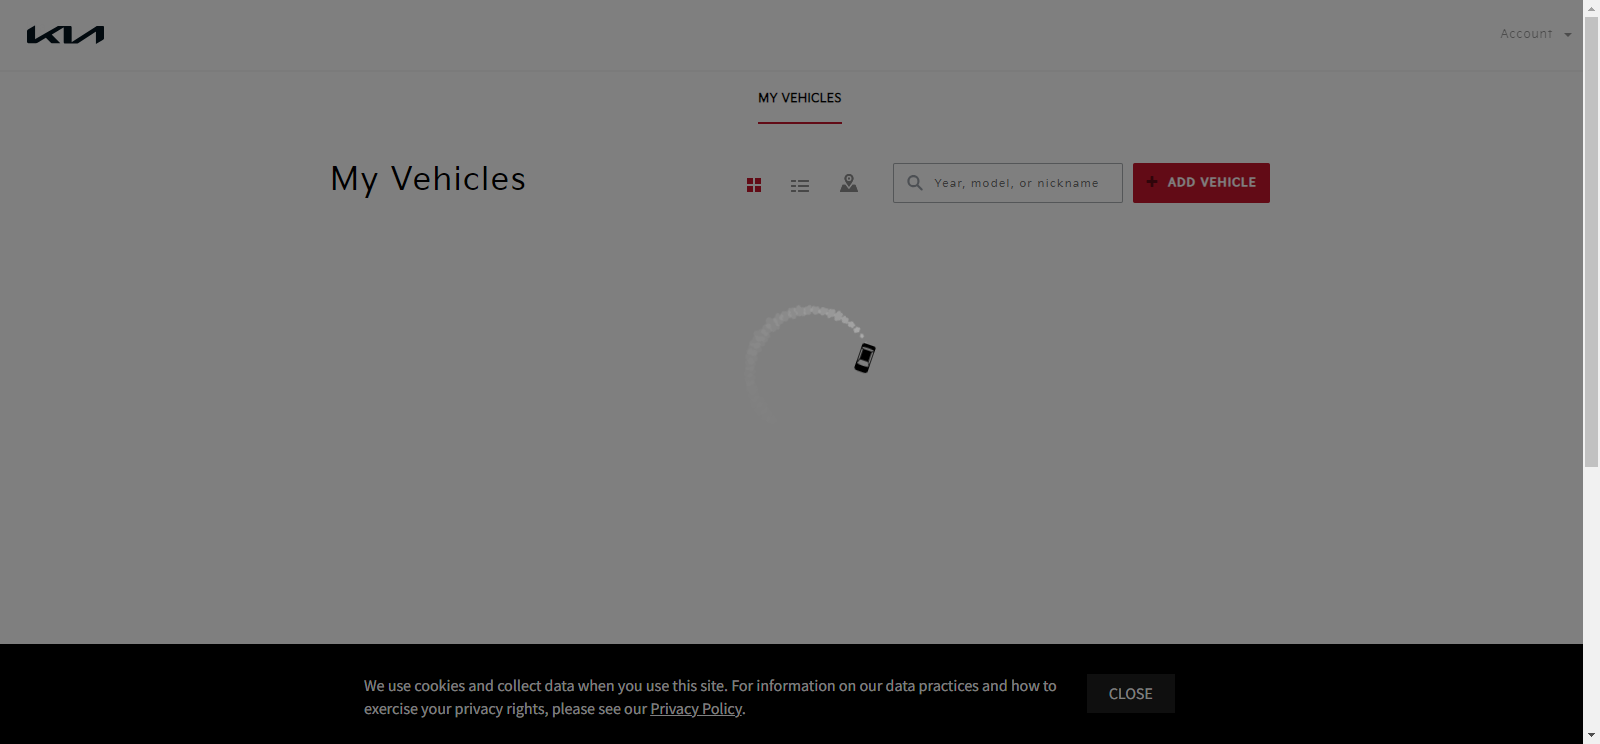 KIA
Account
MY VEHICLES
My Vehicles
Year, model, or nickname
+ ADD VEHICLE
We use cookies and collect data when you use this site. For information on our data practices and how to
exercise your privacy rights, please see our Privacy Policy.
CLOSE